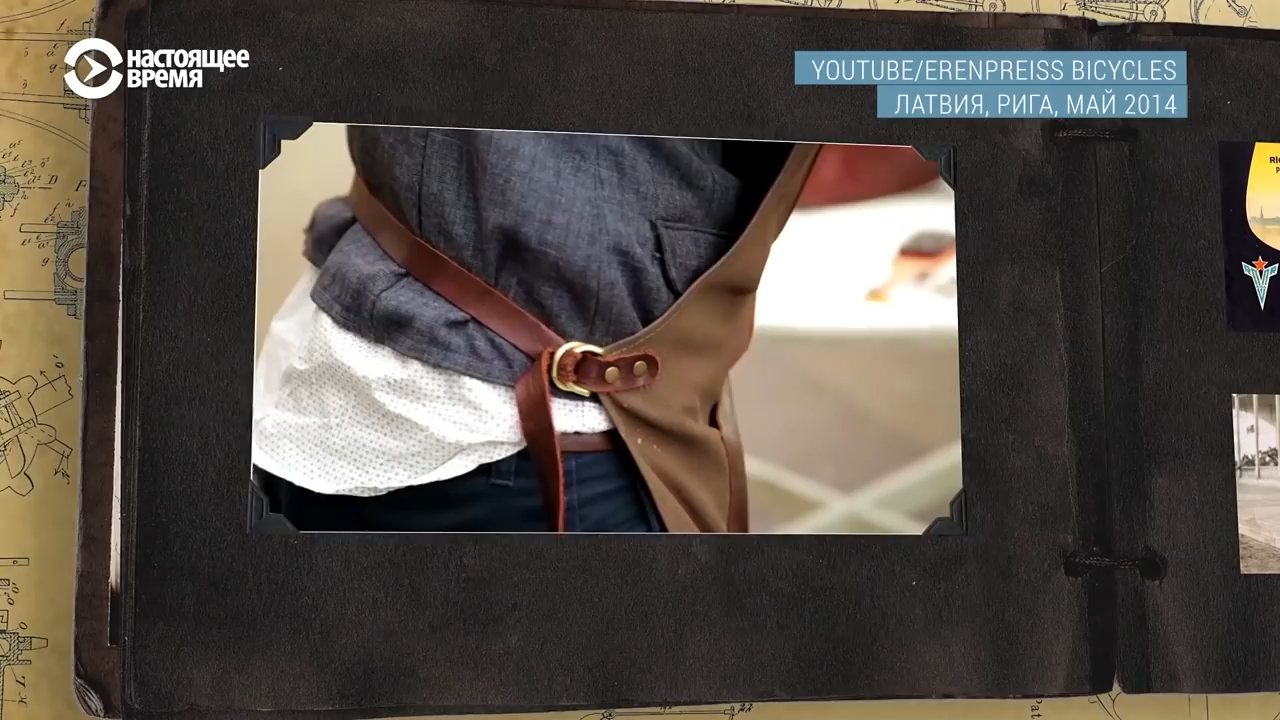 НАСТОЯЩЕЕ
ВРЕМЯ
YOUTUBE/ERENPREISS BICYCLES
ЛАТВИЯ, РИГА, МАЙ 2014